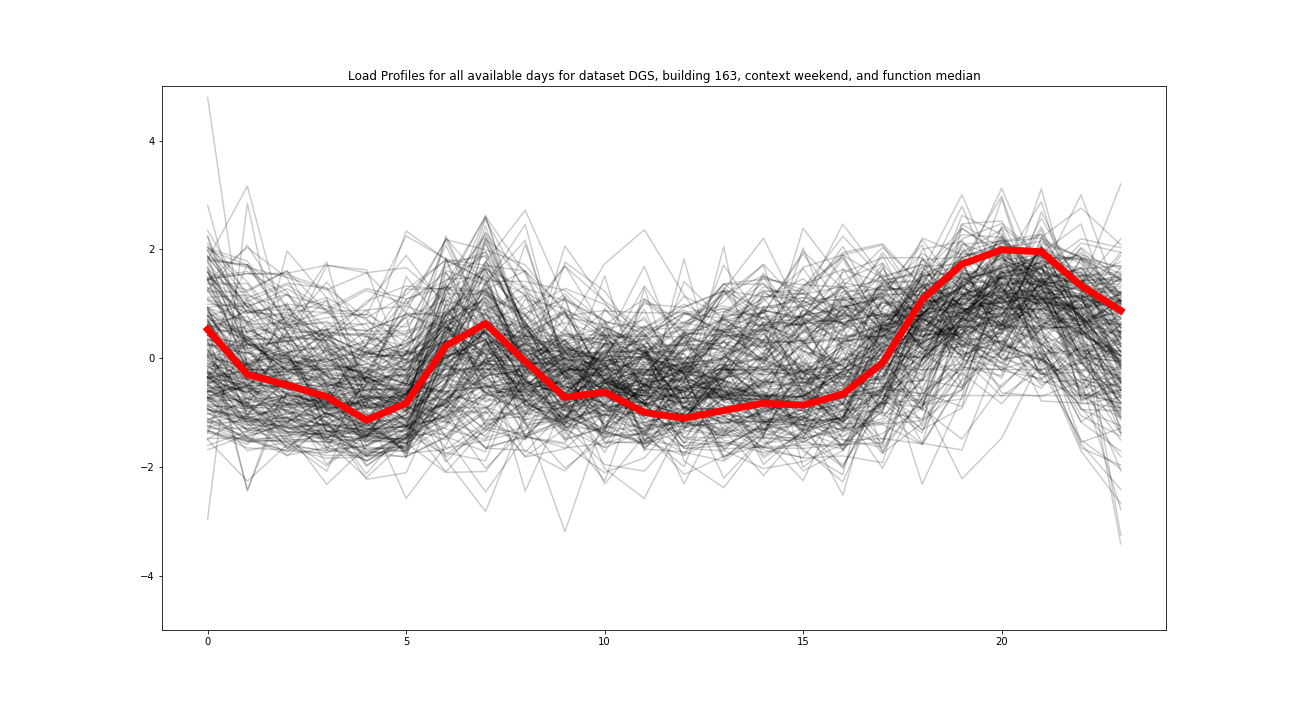 Load Profiles for all available days for dataset DGS, building 163, context weekend, and function median
4
2
0
−2
−4
0 5 10 15 20